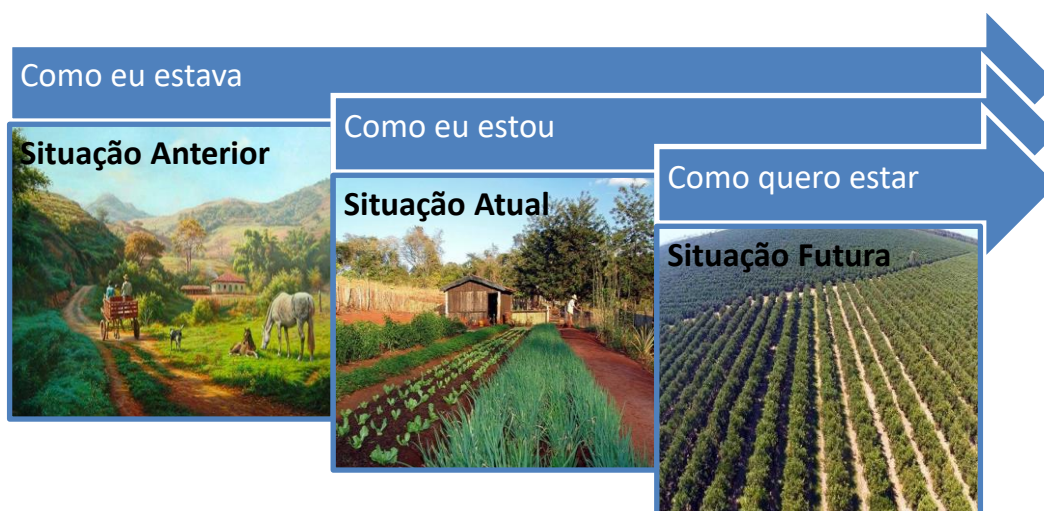 Como eu estava
Situação Anterior
Como eu estou
Situação Atual
Como quero estar
Situação Futura